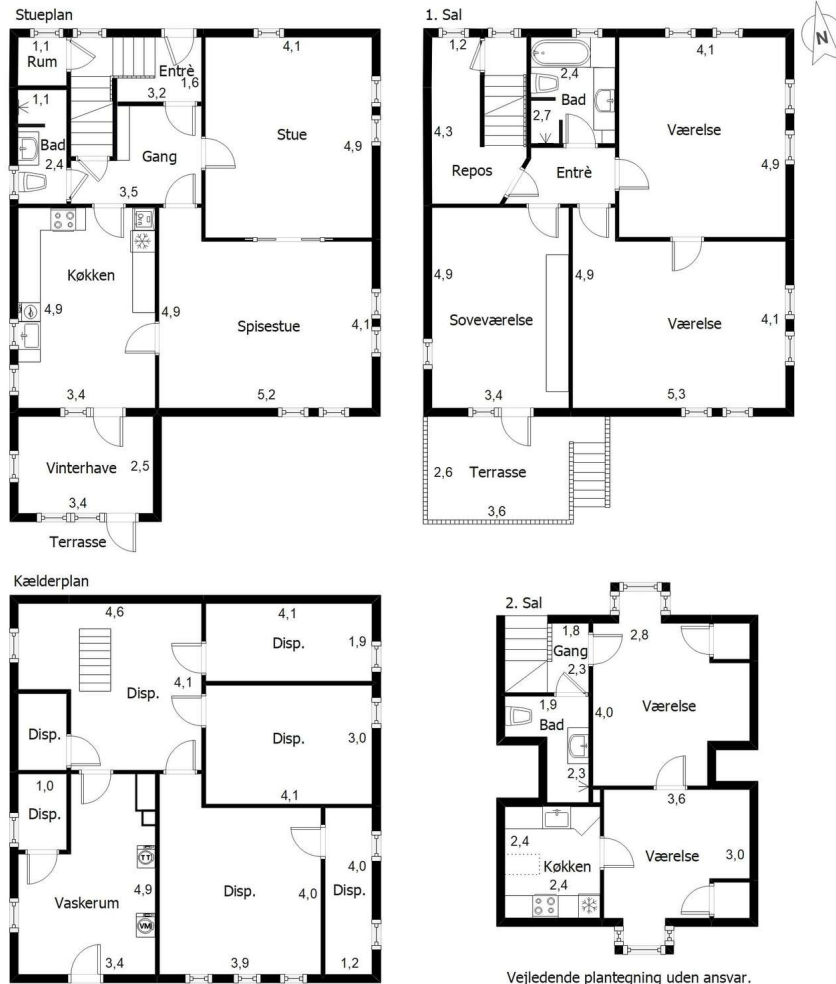 Stueplan
1,1
Rum
Entrè
1,6
3,2
4,1
Stue
4,9
1,1
Bad
2,4
Gang
3,5
Køkken
4,9
3,4
Ovn
4,9
Spisestue
4,1
5,2
Vinterhave
2,5
3,4
Terrasse
1. Sal
N
1,2
4,3
Repos
2,4
Bad
2,7
Entrè
4,1
Værelse
4,9
4,9
Soveværelse
3,4
4,9
Værelse
4,1
5,3
2,6
Terrasse
3,6
Kælderplan
4,6
Disp.
4,1
4,1
Disp.
1,9
Disp.
3,0
4,1
Disp.
1,0
Disp.
TT
VM
Vaskerum
4,9
3,4
Disp.
4,0
3,9
4,0
Disp.
1,2
2. Sal
1,8
Gang
2,3
2,8
4,0
Værelse
1,9
Bad
2,3
3,6
Værelse
3,0
2,4
Køkken
2,4
Vejledende plantegning uden ansvar.